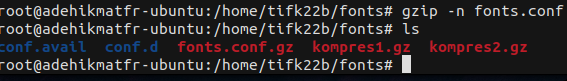 root@adehikmatfr-ubuntu:/home/tifk22b/fonts# gzip -n fonts.conf
root@adehikmatfr-ubuntu:/home/tifk22b/fonts# ls
conf.avail conf.d fonts.conf.gz kompres1.gz kompres2.gz
root@adehikmatfr-ubuntu:/home/tifk22b/fonts#